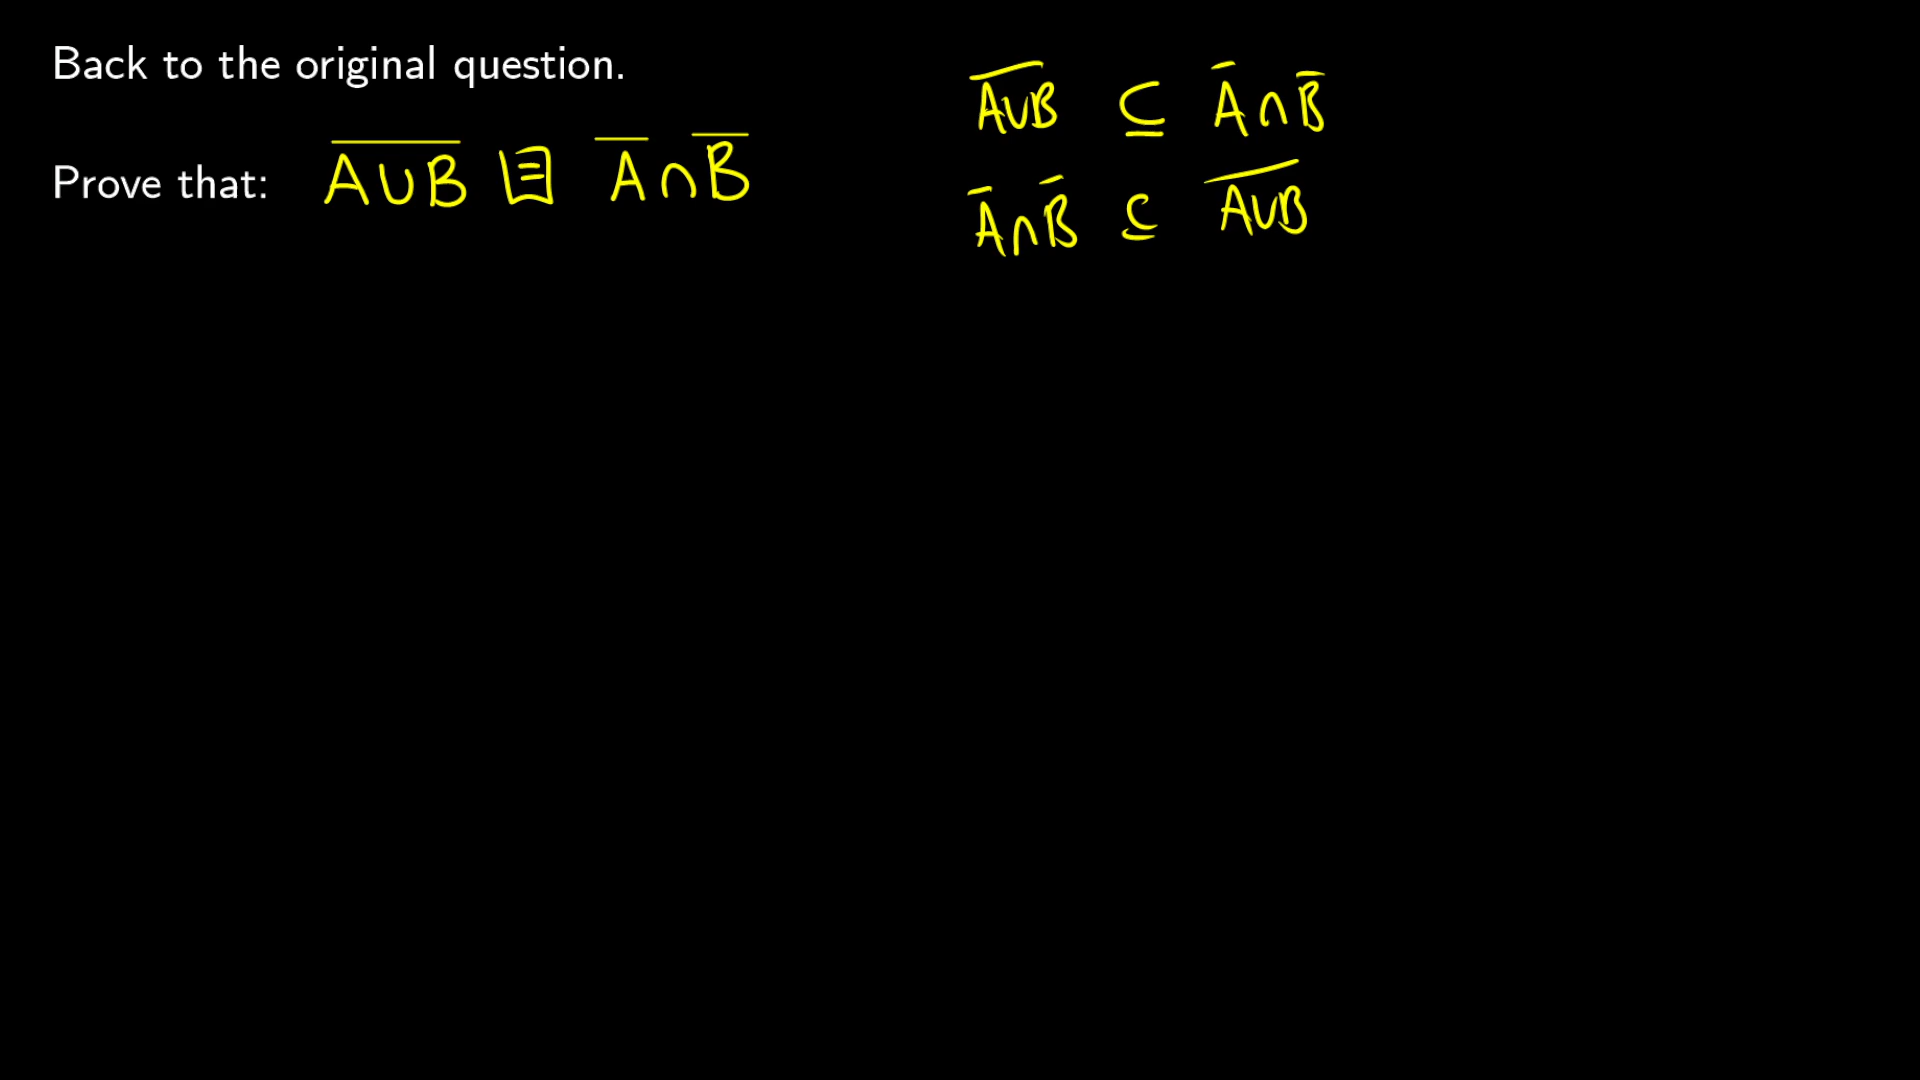 Back to the original question.
Prove that: $\overline{A \cup B} \boxed{=} \overline{A} \cap \overline{B}$
$\overline{A \cup B} \subseteq \overline{A} \cap \overline{B}$
$\overline{A} \cap \overline{B} \subseteq \overline{A \cup B}$